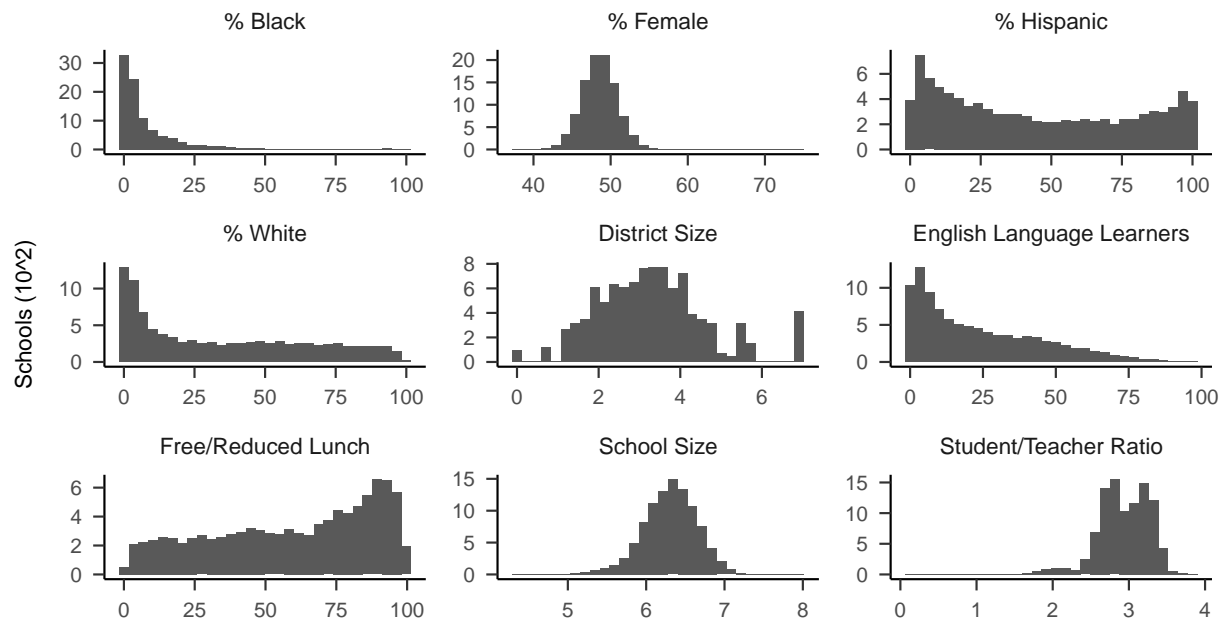 % Black
% Female
% Hispanic
30
20
10
0
20
15
10
5
0
6
4
2
0
0 25 50 75 100
40 50 60 70
0 25 50 75 100
Schools (10^2)
% White
District Size
English Language Learners
10
5
0
8
6
4
2
0
10
5
0
0 25 50 75 100
0 2 4 6
0 25 50 75 100
Free/Reduced Lunch
School Size
Student/Teacher Ratio
6
4
2
0
15
10
5
0
15
10
5
0
0 25 50 75 100
5 6 7 8
0 1 2 3 4